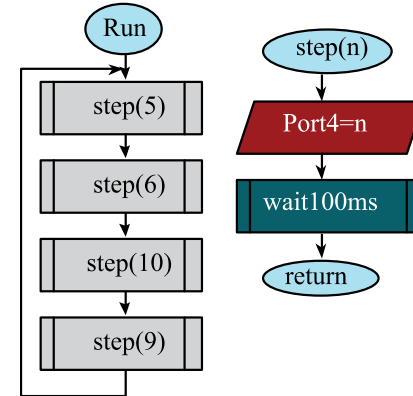 Run
step(5)
step(6)
step(10)
step(9)
step(n)
Port4=n
wait100ms
return